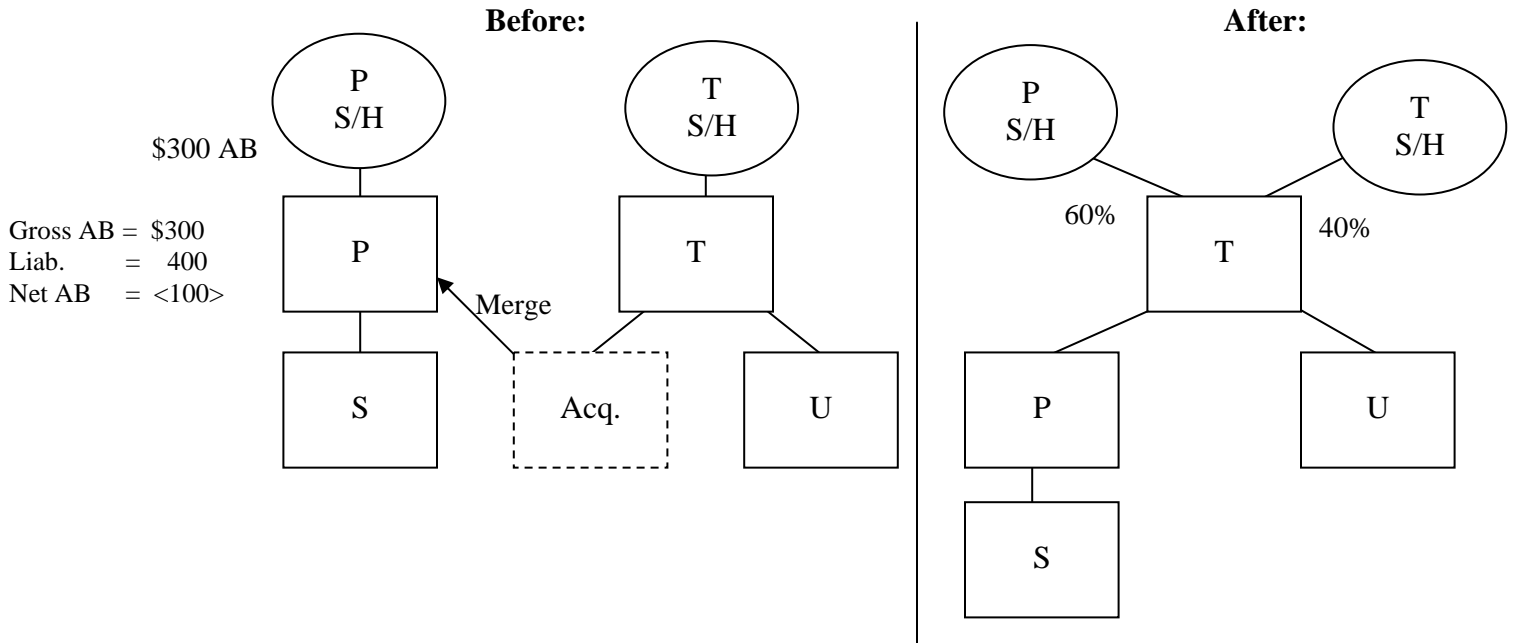 Before:
P
S/H
T
S/H
$300 AB
Gross AB = $300
Liab. = 400
Net AB = <100>
P
T
Merge
S
Acq.
U
After:
P
S/H
T
S/H
60%
40%
T
P
U
S